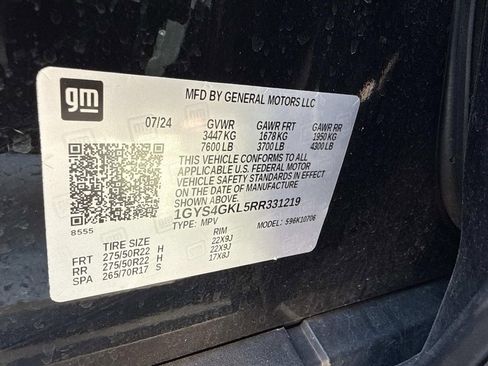 gm
MFD BY GENERAL MOTORS LLC
07/24 GVWR GAWR FRT GAWR RR
3447 KG 1678 KG 1950 KG
7600 LB 3700 LB 4300 LB
THIS VEHICLE CONFORMS TO ALL
APPLICABLE U.S. FEDERAL MOTOR
VEHICLE SAFETY STANDARDS IN EFFECT
ON THE DATE OF MANUFACTURE
SHOWN ABOVE.
1GYS4GKL5RR331219
8555 TYPE: MPV MODEL: 596K10706
TIRE SIZE RIM
FRT 275/50R22 H 22X9J
RR 275/50R22 H 22X9J
SPA 265/70R17 S 17X8J